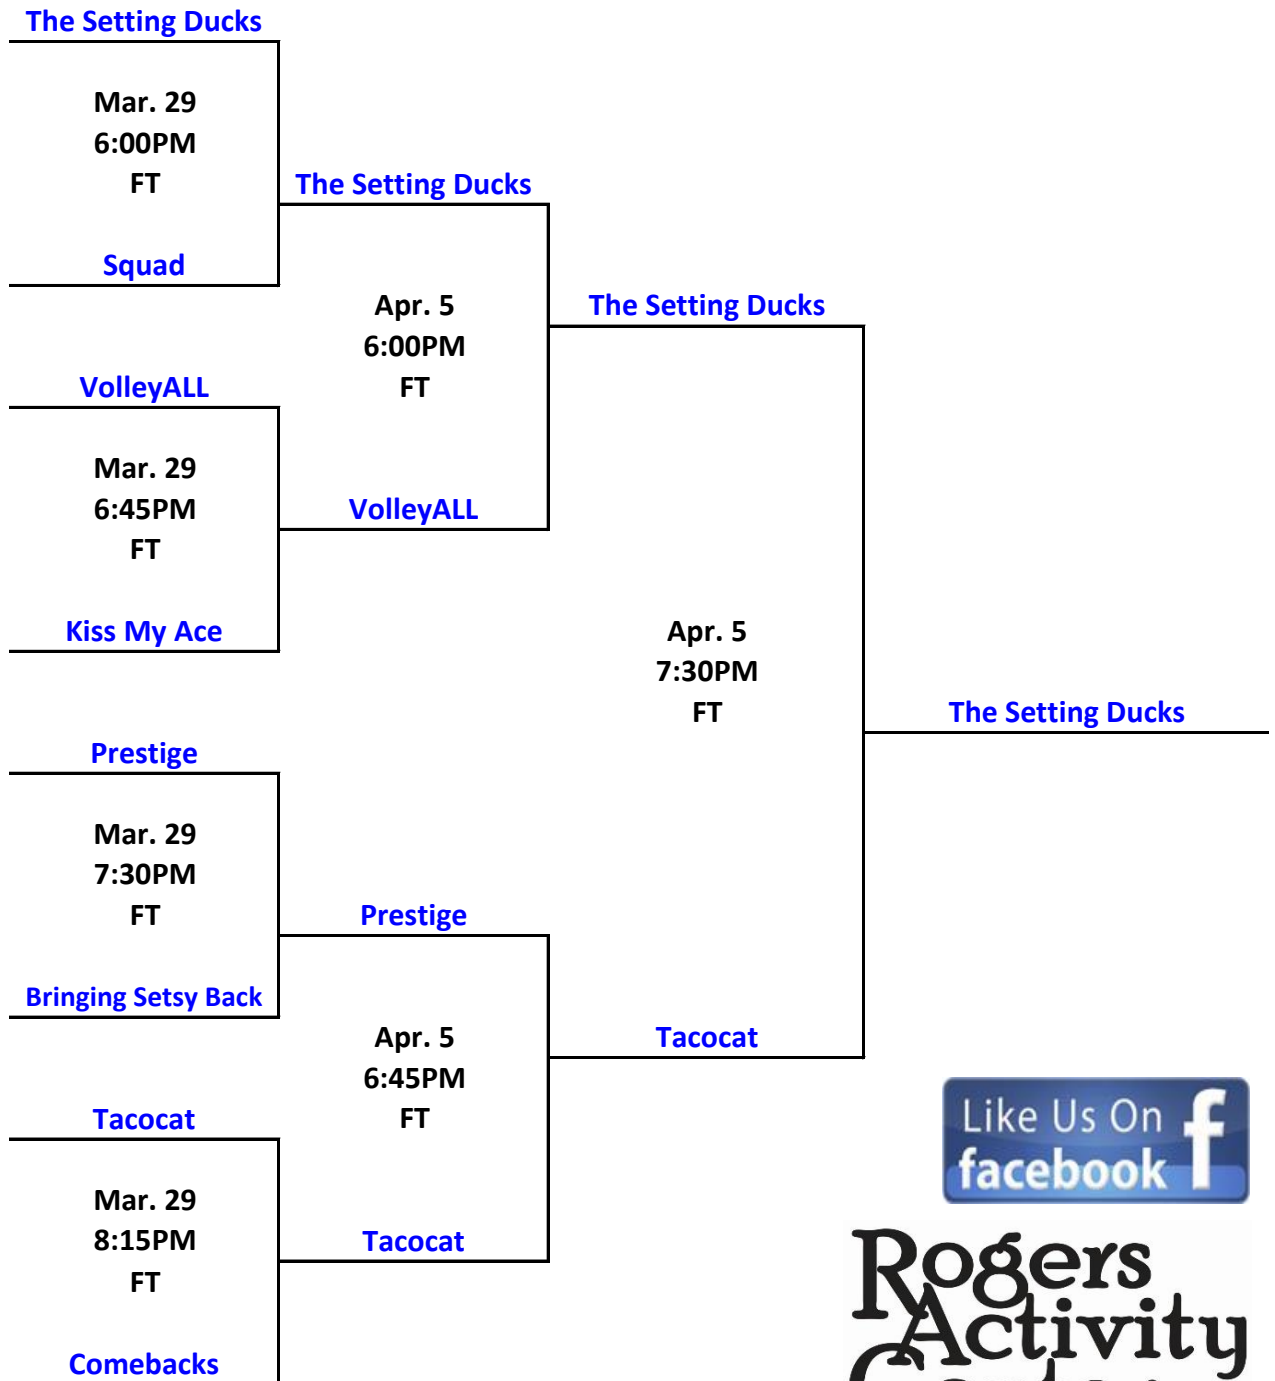 The Setting Ducks
Mar. 29
6:00PM
FT
The Setting Ducks
Squad
Apr. 5
6:00PM
FT
The Setting Ducks
VolleyALL
Mar. 29
6:45PM
FT
VolleyALL
Kiss My Ace
Apr. 5
7:30PM
FT
The Setting Ducks
Prestige
Mar. 29
7:30PM
FT
Prestige
Bringing Setsy Back
Apr. 5
6:45PM
FT
Tacocat
Tacocat
Mar. 29
8:15PM
FT
Tacocat
Comebacks
Like Us On
facebook
f
Rogers
Activity